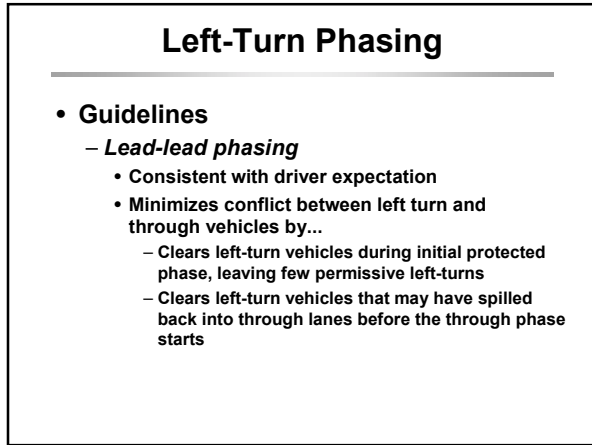 Left-Turn Phasing
• Guidelines
– Lead-lead phasing
• Consistent with driver expectation
• Minimizes conflict between left turn and
through vehicles by...
– Clears left-turn vehicles during initial protected
phase, leaving few permissive left-turns
– Clears left-turn vehicles that may have spilled
back into through lanes before the through phase
starts